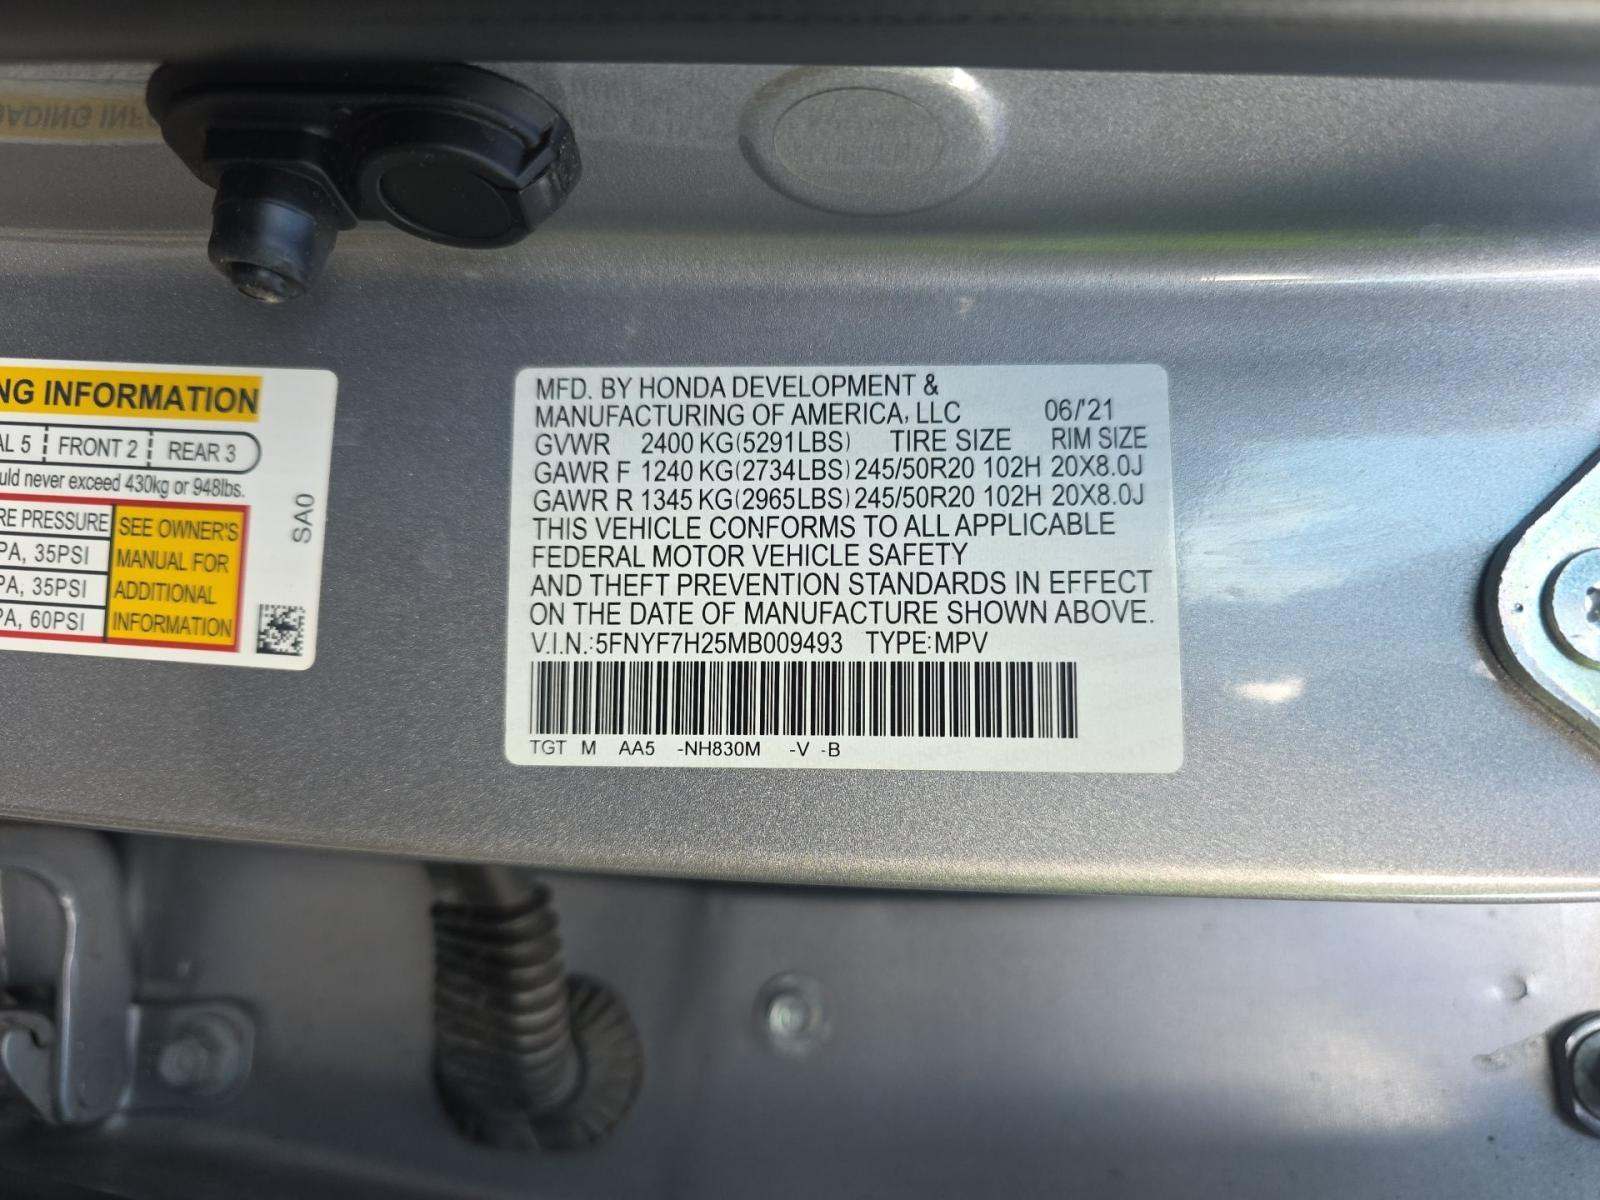 NG INFORMATION
AL 5 FRONT 2 REAR 3
uld never exceed 430kg or 948lbs.
RE PRESSURE
PA, 35PSI
PA, 35PSI
PA, 60PSI
SEE OWNER'S
MANUAL FOR
ADDITIONAL
INFORMATION
SA0
MFD. BY HONDA DEVELOPMENT &
MANUFACTURING OF AMERICA, LLC 06/'21
GVWR 2400 KG(5291LBS) TIRE SIZE RIM SIZE
GAWR F 1240 KG(2734LBS) 245/50R20 102H 20X8.0J
GAWR R 1345 KG(2965LBS) 245/50R20 102H 20X8.0J
THIS VEHICLE CONFORMS TO ALL APPLICABLE
FEDERAL MOTOR VEHICLE SAFETY
AND THEFT PREVENTION STANDARDS IN EFFECT
ON THE DATE OF MANUFACTURE SHOWN ABOVE.
V.I.N.:5FNYF7H25MB009493 TYPE:MPV
TGT M AA5 -NH830M -V -B